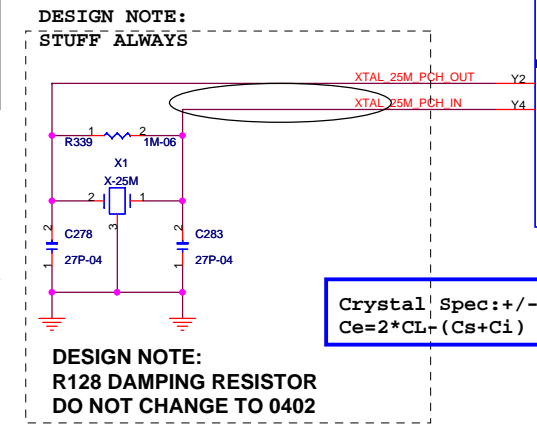 DESIGN NOTE:
STUFF ALWAYS
XTAL_25M_PCH_OUT Y2
XTAL_25M_PCH_IN Y4
1 2
R339 1M-06
X1
X-25M
2 1
3
2 C278 2 C283
1 27P-04 1 27P-04
Crystal Spec:+/-
Ce=2*CL-(Cs+Ci)
DESIGN NOTE:
R128 DAMPING RESISTOR
DO NOT CHANGE TO 0402